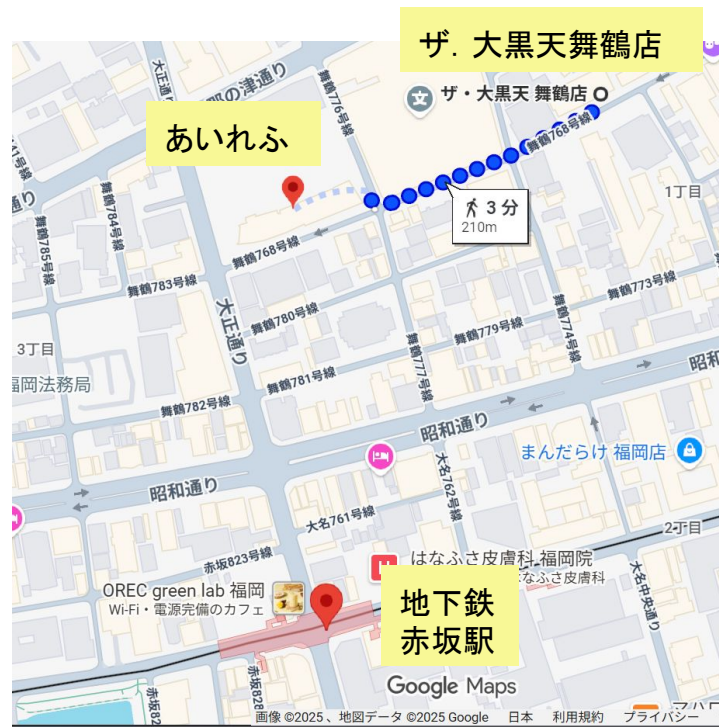 ザ．大黒天舞鶴店
大正通り
那の津通り
舞鶴776号線
ザ・大黒天 舞鶴店
あいれふ
舞鶴768号線
3 分
210m
1丁目
舞鶴784号線
舞鶴785号線
舞鶴768号線
舞鶴783号線
大正通り
舞鶴780号線
舞鶴773号線
舞鶴779号線
舞鶴774号線
舞鶴777号線
3丁目
福岡法務局
舞鶴781号線
舞鶴782号線
昭和通り
まんだらけ 福岡店
昭和通り
大名762号線
大名761号線
2丁目
赤坂823号線
はなふさ皮膚科 福岡院
はなふさ皮膚科
OREC green lab 福岡
Wi-Fi・電源完備のカフェ
地下鉄
赤坂駅
大名中央通り
Google Maps
画像 ©2025、地図データ ©2025 Google 日本 利用規約 プライバシー